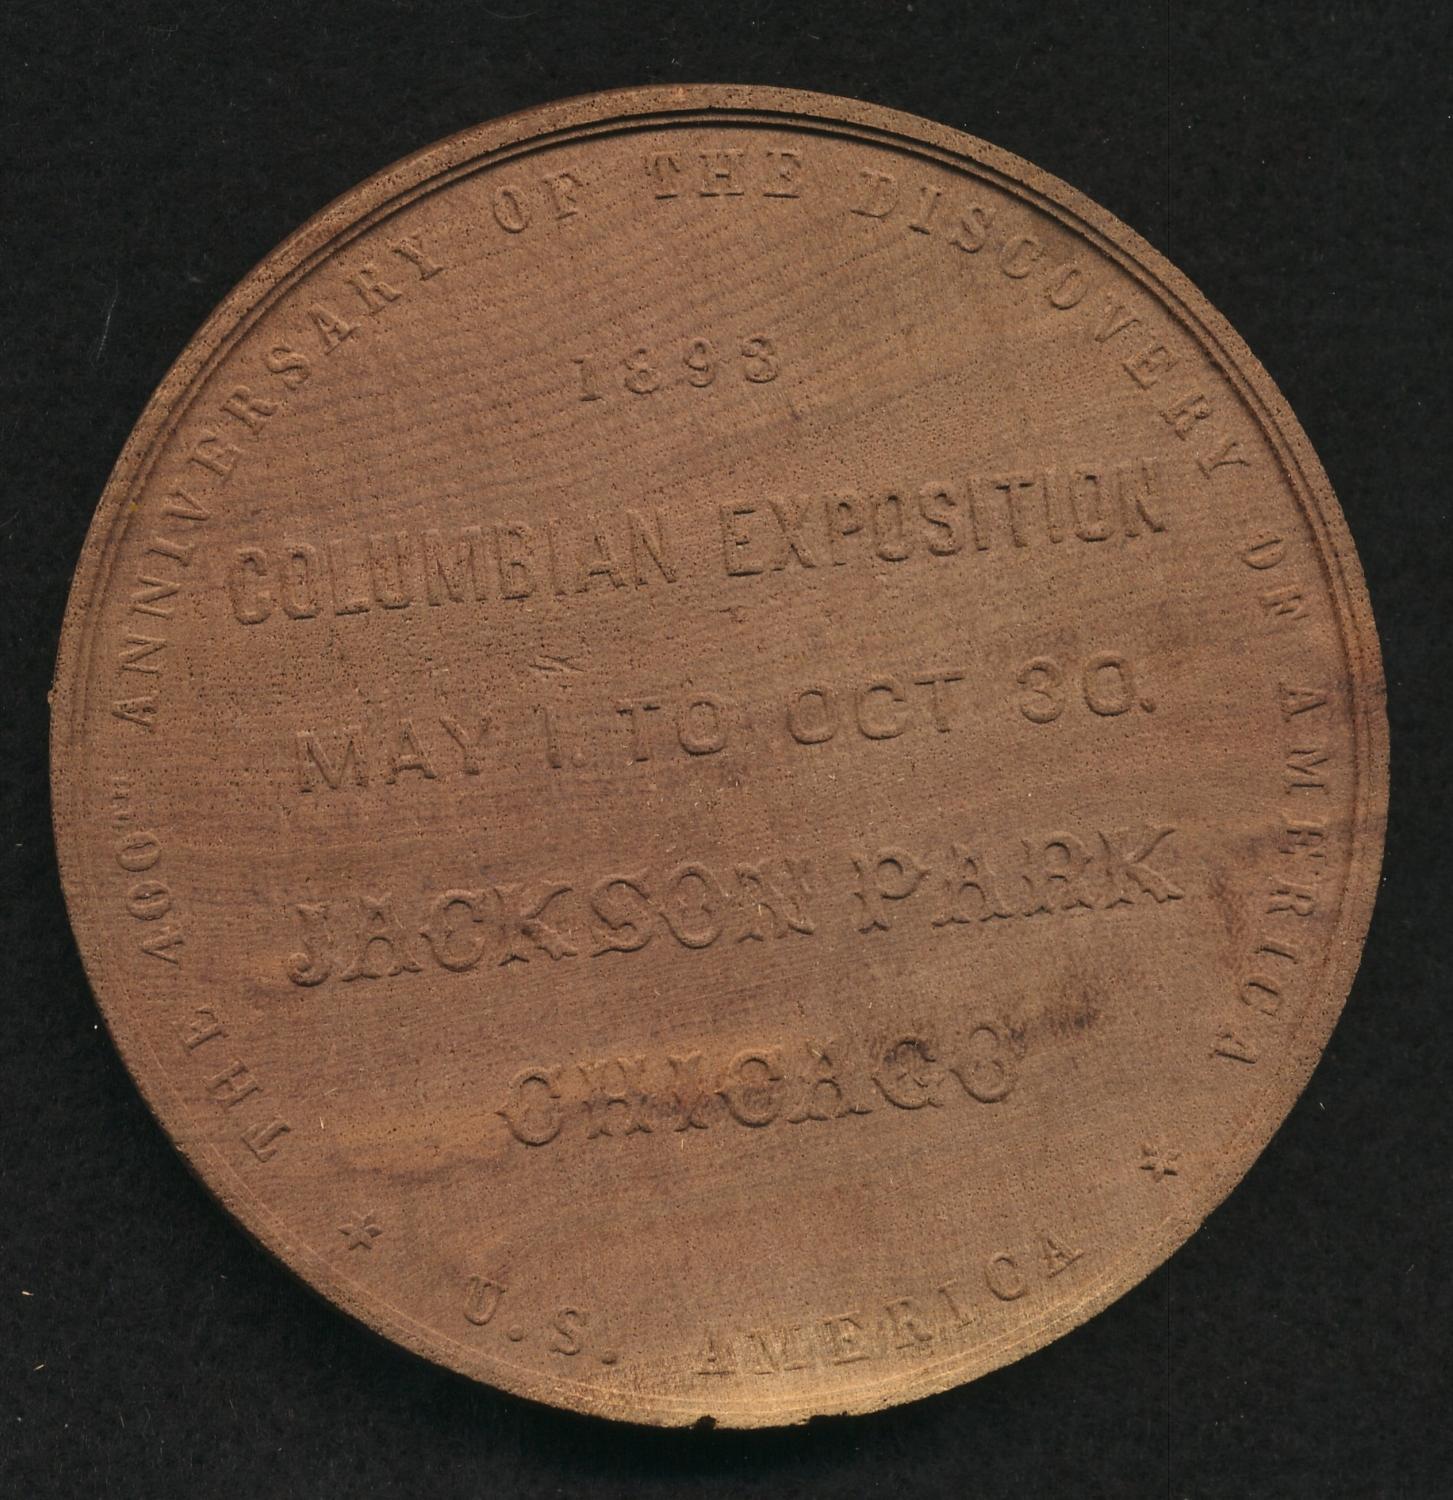 THE 400TH ANNIVERSARY OF THE DISCOVERY OF AMERICA
1893
COLUMBIAN EXPOSITION
MAY 1. TO OCT 30.
JACKSON PARK
CHICAGO
U.S. AMERICA